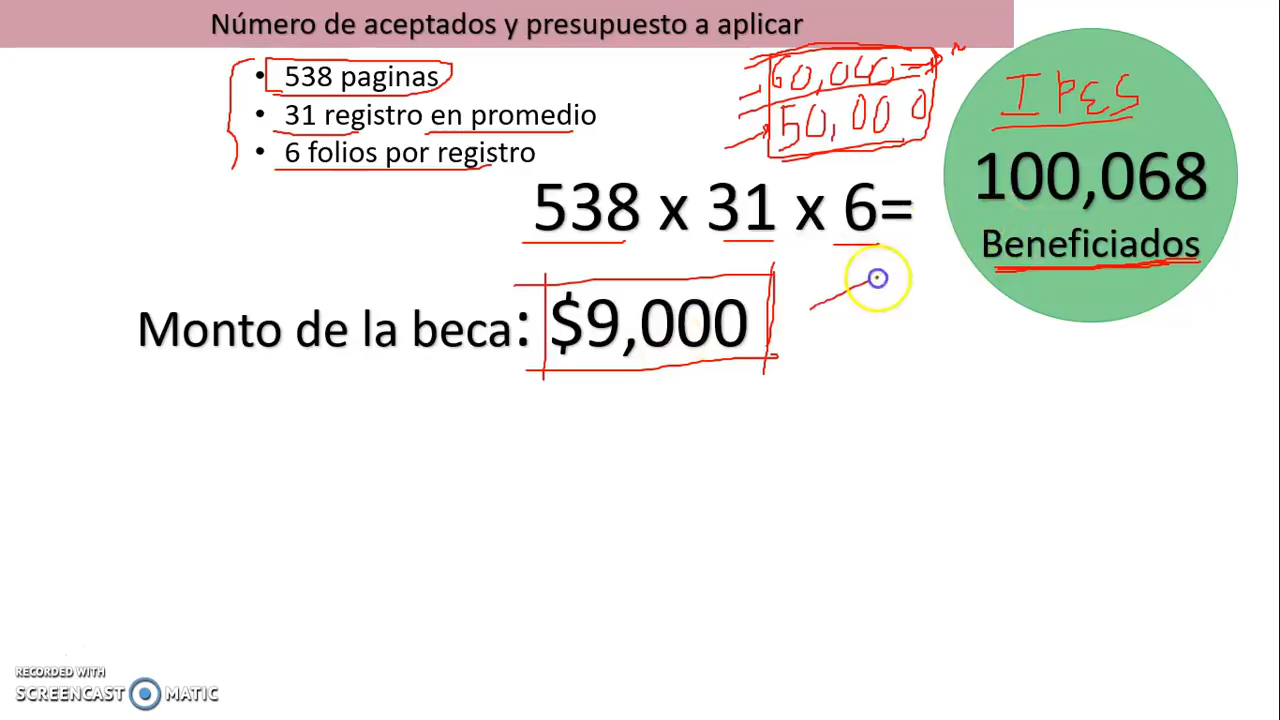 Número de aceptados y presupuesto a aplicar
• 538 paginas
• 31 registro en promedio
• 6 folios por registro
60,040
50,000
IPES
100,068
Beneficiados
538 x 31 x 6=
Monto de la beca: $9,000
RECORDED WITH
SCREENCAST MATIC